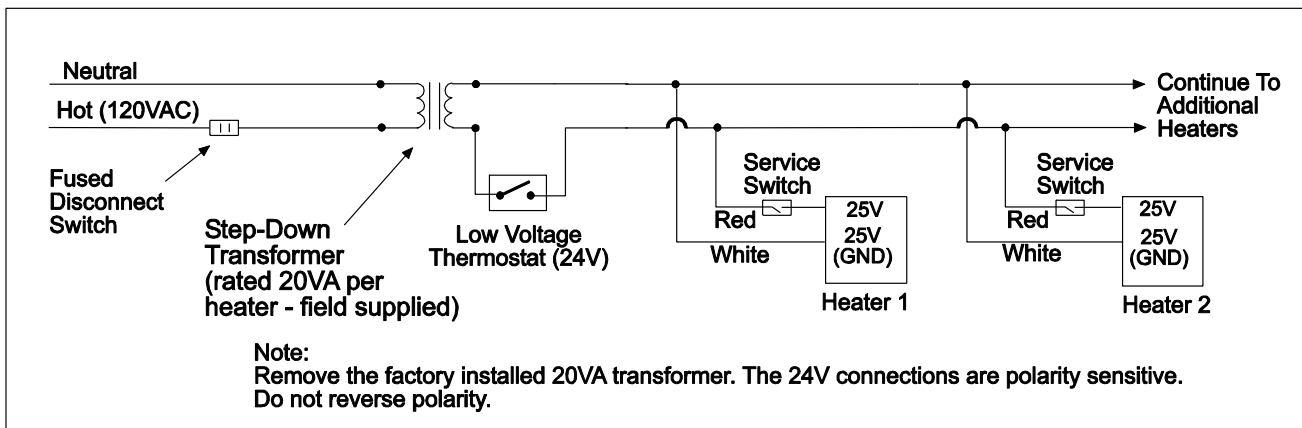 Neutral
Hot (120VAC)
Fused
Disconnect
Switch
Step-Down
Transformer
(rated 20VA per
heater - field supplied)
Low Voltage
Thermostat (24V)
Service
Switch
Red
White
25V
25V
(GND)
Heater 1
Service
Switch
Red
White
25V
25V
(GND)
Heater 2
Continue To
Additional
Heaters
Note:
Remove the factory installed 20VA transformer. The 24V connections are polarity sensitive.
Do not reverse polarity.